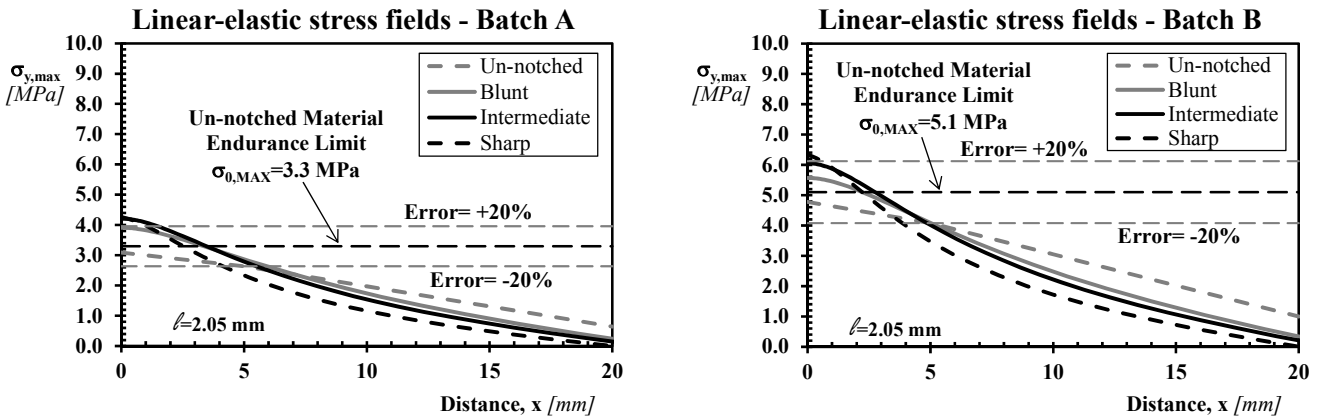 Linear-elastic stress fields - Batch A
σy,max
[MPa]
10.0
9.0
8.0
7.0
6.0
5.0
4.0
3.0
2.0
1.0
0.0
Un-notched
Blunt
Intermediate
Sharp
Un-notched Material
Endurance Limit
σ0,MAX=3.3 MPa
Error= +20%
Error= -20%
ℓ=2.05 mm
0 5 10 15 20
Distance, x [mm]
Linear-elastic stress fields - Batch B
σy,max
[MPa]
10.0
9.0
8.0
7.0
6.0
5.0
4.0
3.0
2.0
1.0
0.0
Un-notched
Blunt
Intermediate
Sharp
Un-notched Material
Endurance Limit
σ0,MAX=5.1 MPa
Error= +20%
Error= -20%
ℓ=2.05 mm
0 5 10 15 20
Distance, x [mm]